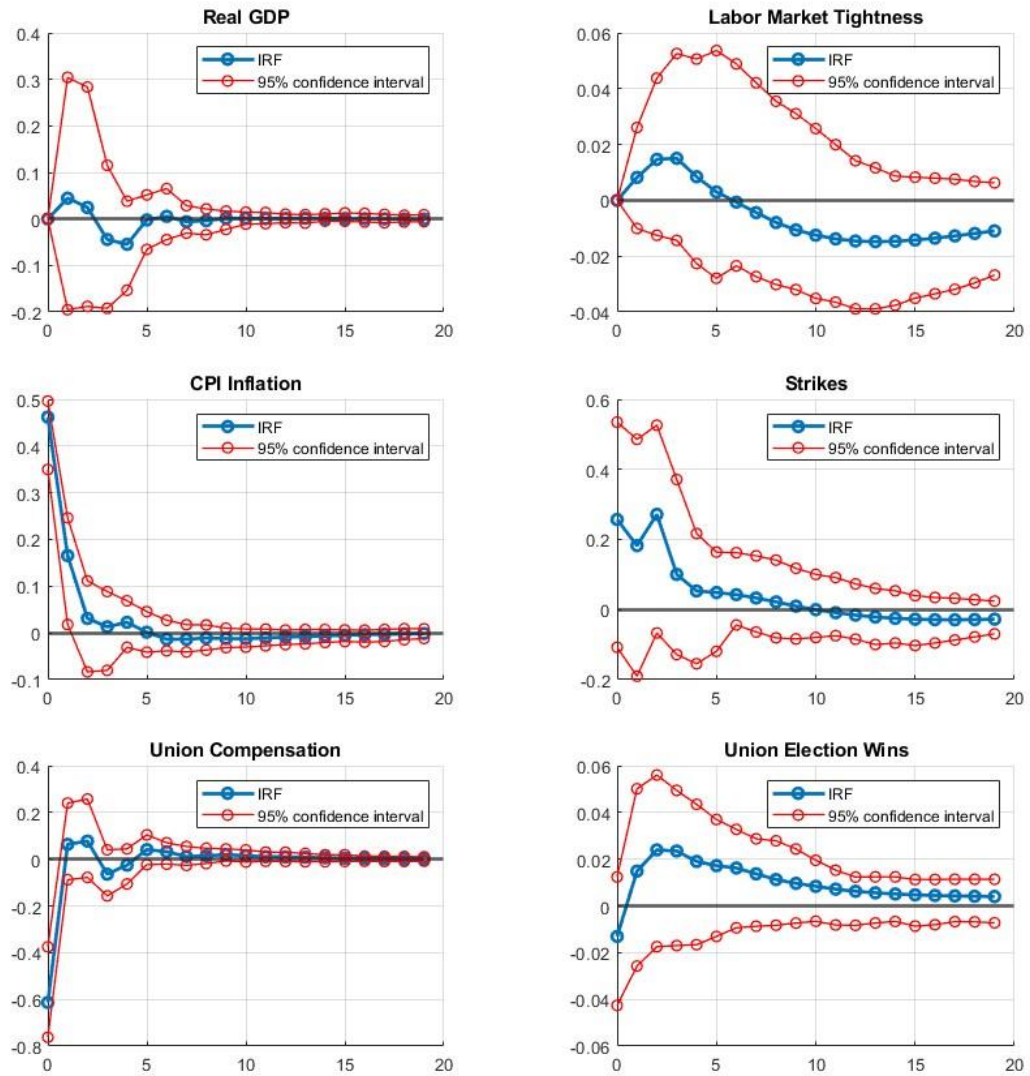 Real GDP
0.4
0.3
0.2
0.1
0
-0.1
-0.2
0 5 10 15 20
IRF
95% confidence interval
Labor Market Tightness
0.06
0.04
0.02
0
-0.02
-0.04
0 5 10 15 20
IRF
95% confidence interval
CPI Inflation
0.5
0.4
0.3
0.2
0.1
0
-0.1
0 5 10 15 20
IRF
95% confidence interval
Strikes
0.6
0.4
0.2
0
-0.2
0 5 10 15 20
IRF
95% confidence interval
Union Compensation
0.4
0.2
0
-0.2
-0.4
-0.6
-0.8
0 5 10 15 20
IRF
95% confidence interval
Union Election Wins
0.06
0.04
0.02
0
-0.02
-0.04
-0.06
0 5 10 15 20
IRF
95% confidence interval